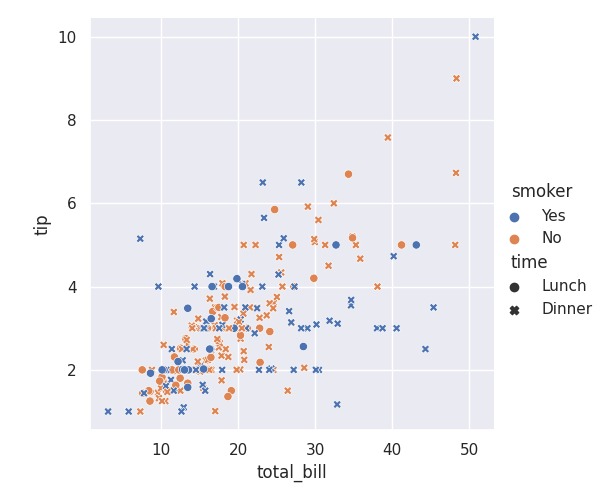 10
8
6
4
2
tip
10
20
30
40
50
total_bill
smoker
Yes
No
time
Lunch
Dinner